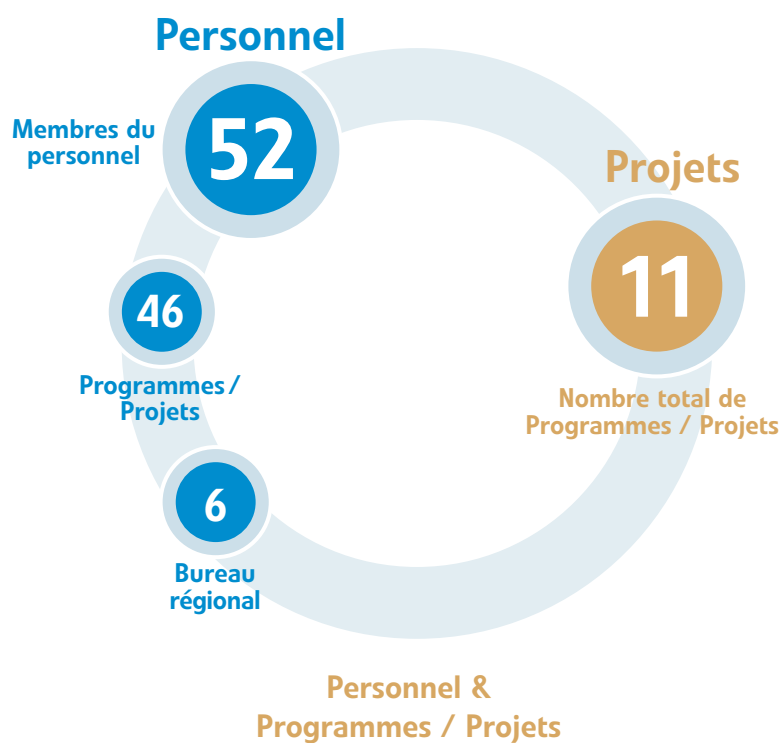 Personnel
Membres du
personnel
52
46
Programmes /
Projets
6
Bureau
régional
Projets
11
Nombre total de
Programmes / Projets
Personnel &
Programmes / Projets